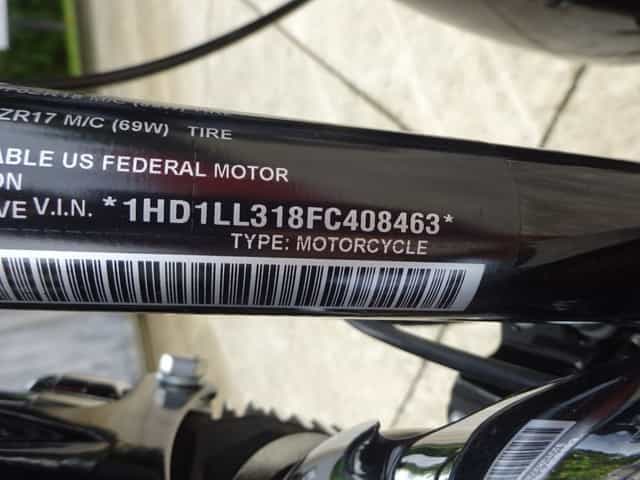 ZR17 M/C (69W) TIRE
ABLE US FEDERAL MOTOR
ON
VE V.I.N. *1HD1LL318FC408463*
TYPE: MOTORCYCLE